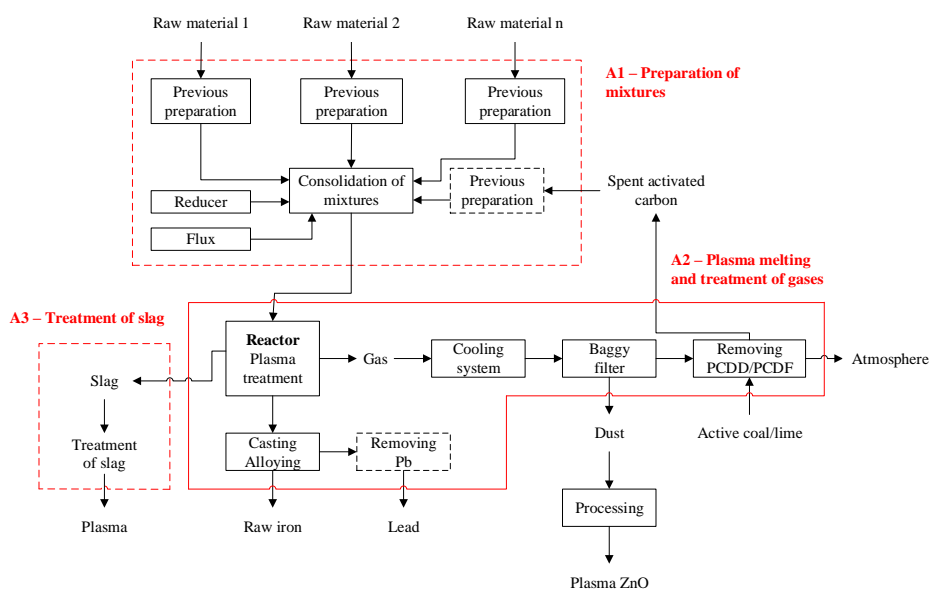 Raw material 1
Raw material 2
Raw material n
A1 – Preparation of
mixtures
Previous
preparation
Previous
preparation
Previous
preparation
Consolidation of
mixtures
Previous
preparation
Spent activated
carbon
Reducer
Flux
A2 – Plasma melting
and treatment of gases
A3 – Treatment of slag
Reactor
Plasma
treatment
Gas
Cooling
system
Baggy
filter
Removing
PCDD/PCDF
Atmosphere
Slag
Treatment
of slag
Casting
Alloying
Removing
Pb
Dust
Active coal/lime
Plasma
Raw iron
Lead
Processing
Plasma ZnO